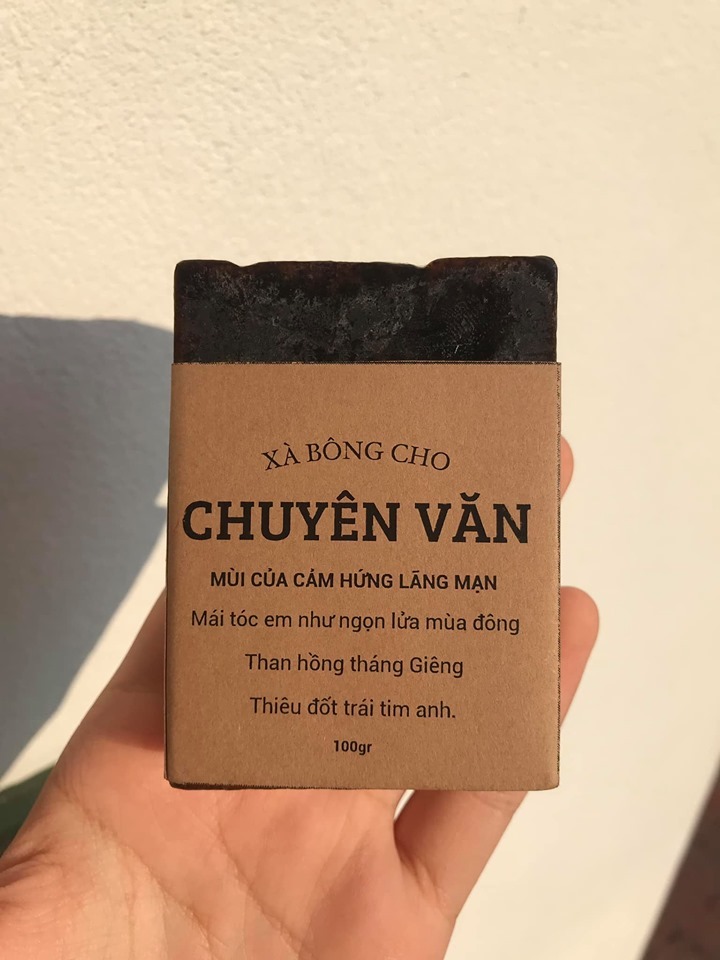 XÀ BÔNG CHO
CHUYÊN VĂN
MÙI CỦA CẢM HỨNG LÃNG MẠN
Mái tóc em như ngọn lửa mùa đông
Than hồng tháng Giêng
Thiêu đốt trái tim anh.
100gr